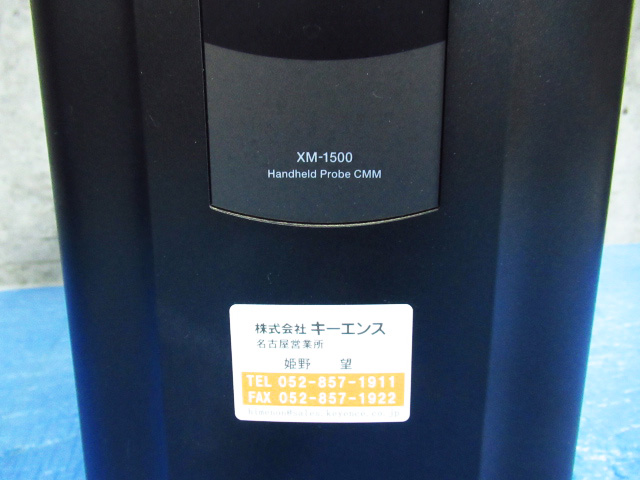 XM-1500
Handheld Probe CMM
株式会社 キーエンス
名古屋営業所
姫野 望
TEL 052-857-1911
FAX 052-857-1922